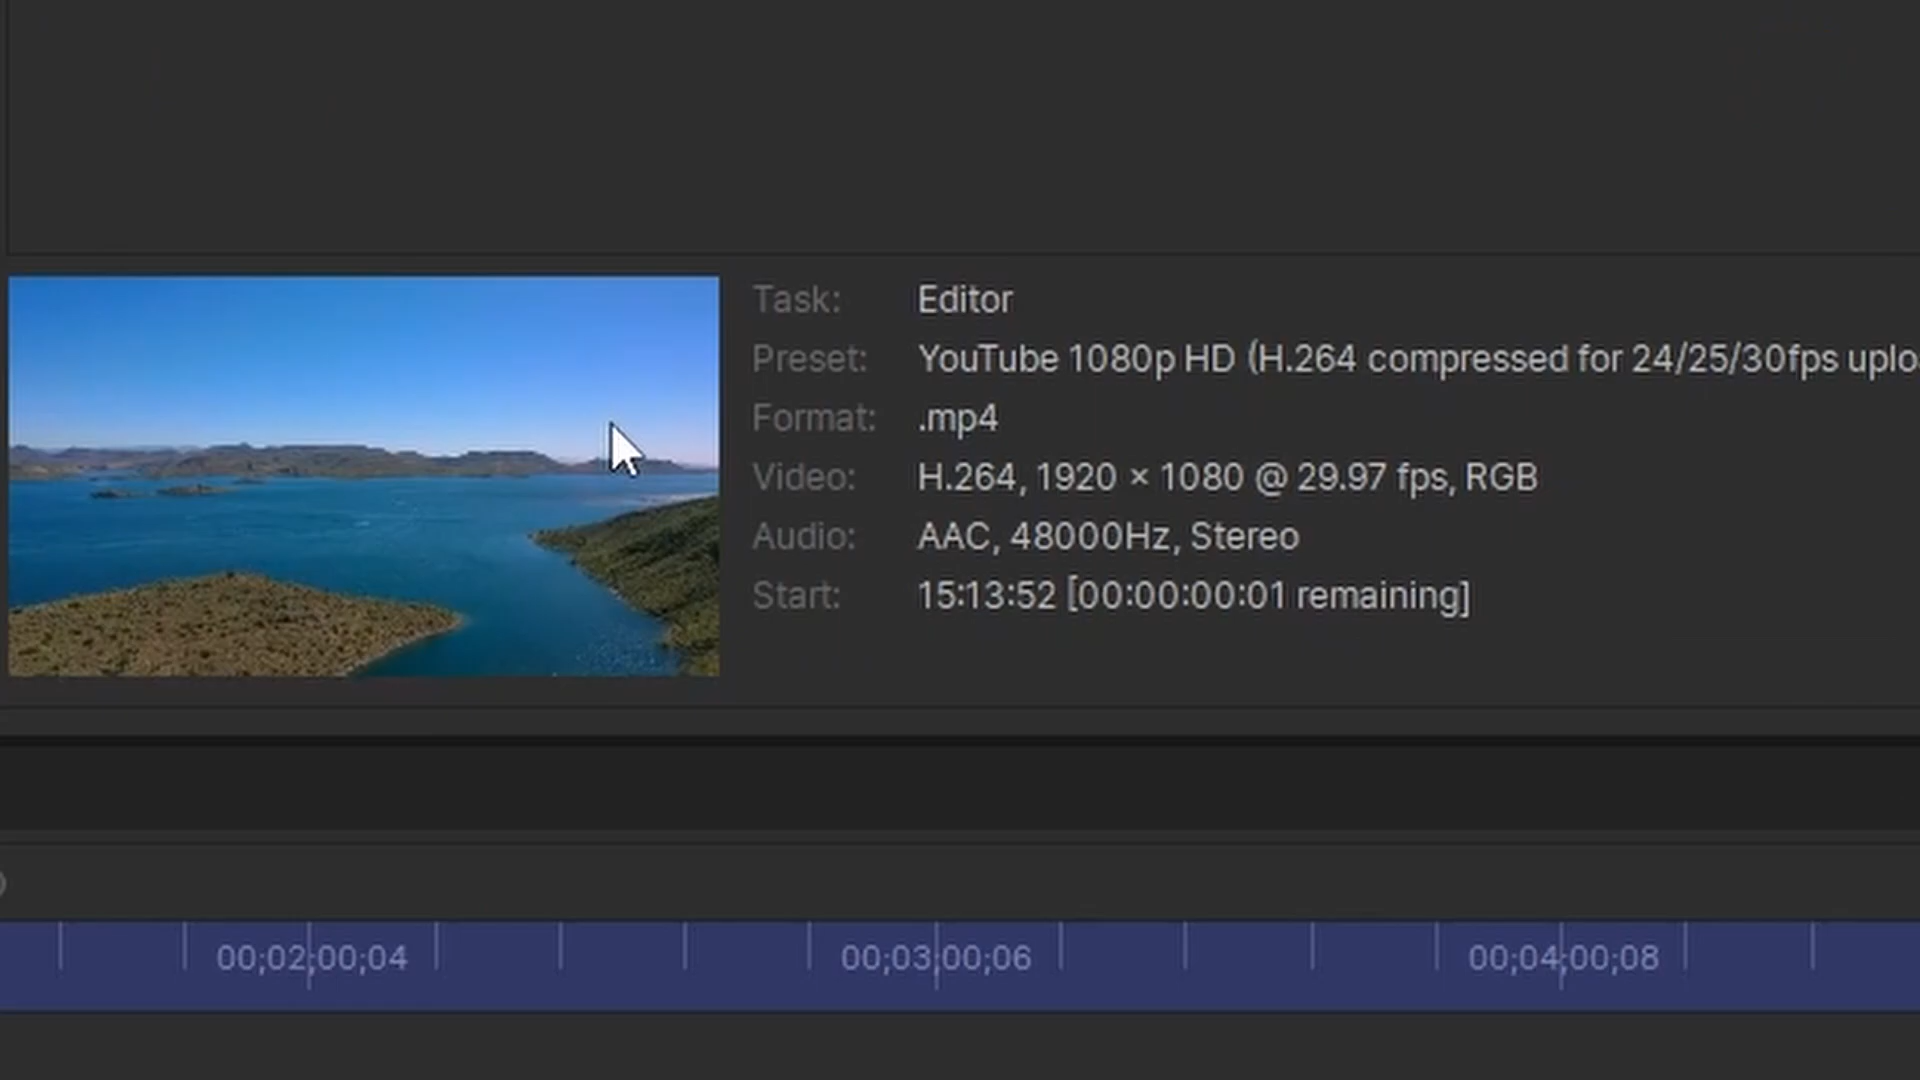 Task: Editor
Preset: YouTube 1080p HD (H.264 compressed for 24/25/30fps
Format: .mp4
Video: H.264, 1920 × 1080 @ 29.97 fps, RGB
Audio: AAC, 48000Hz, Stereo
Start: 15:13:52 [00:00:00:01 remaining]
00;02;00;04 00;03;00;06 00;04;00;08